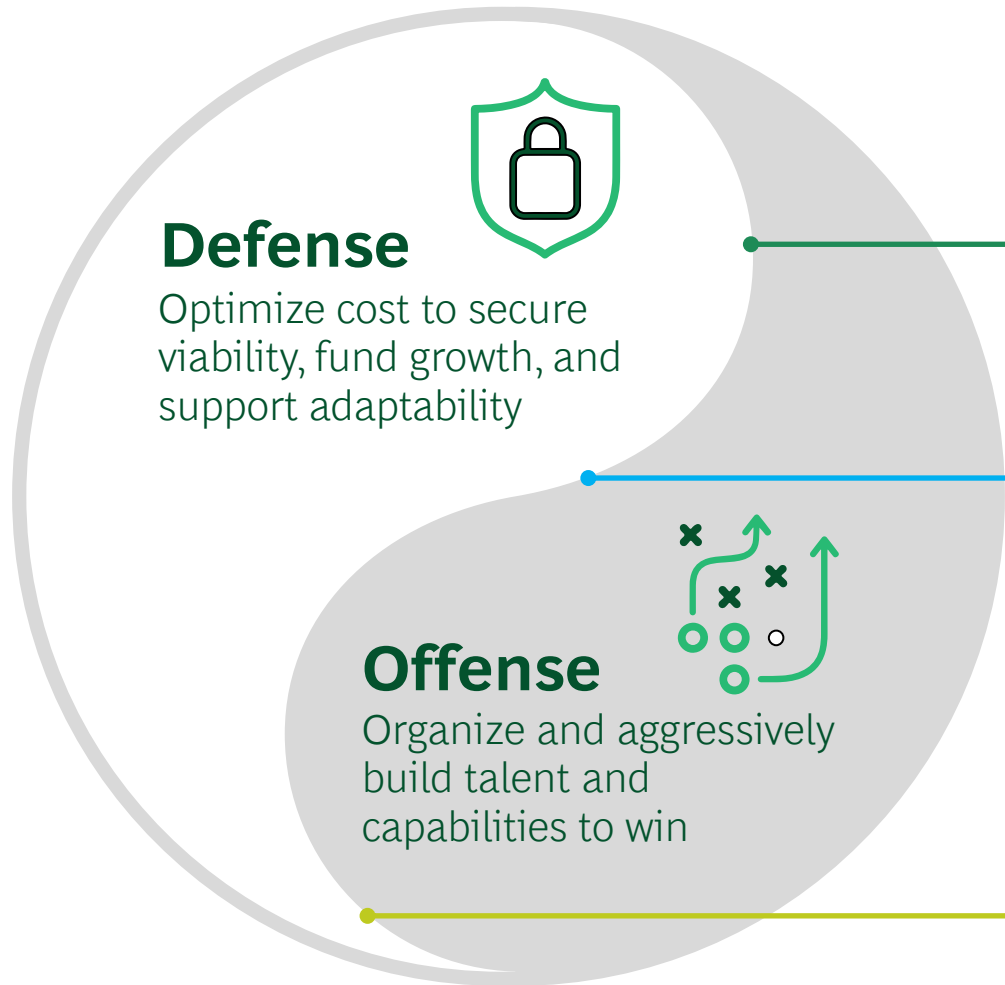 Defense
Optimize cost to secure
viability, fund growth, and
support adaptability
Offense
Organize and aggressively
build talent and
capabilities to win